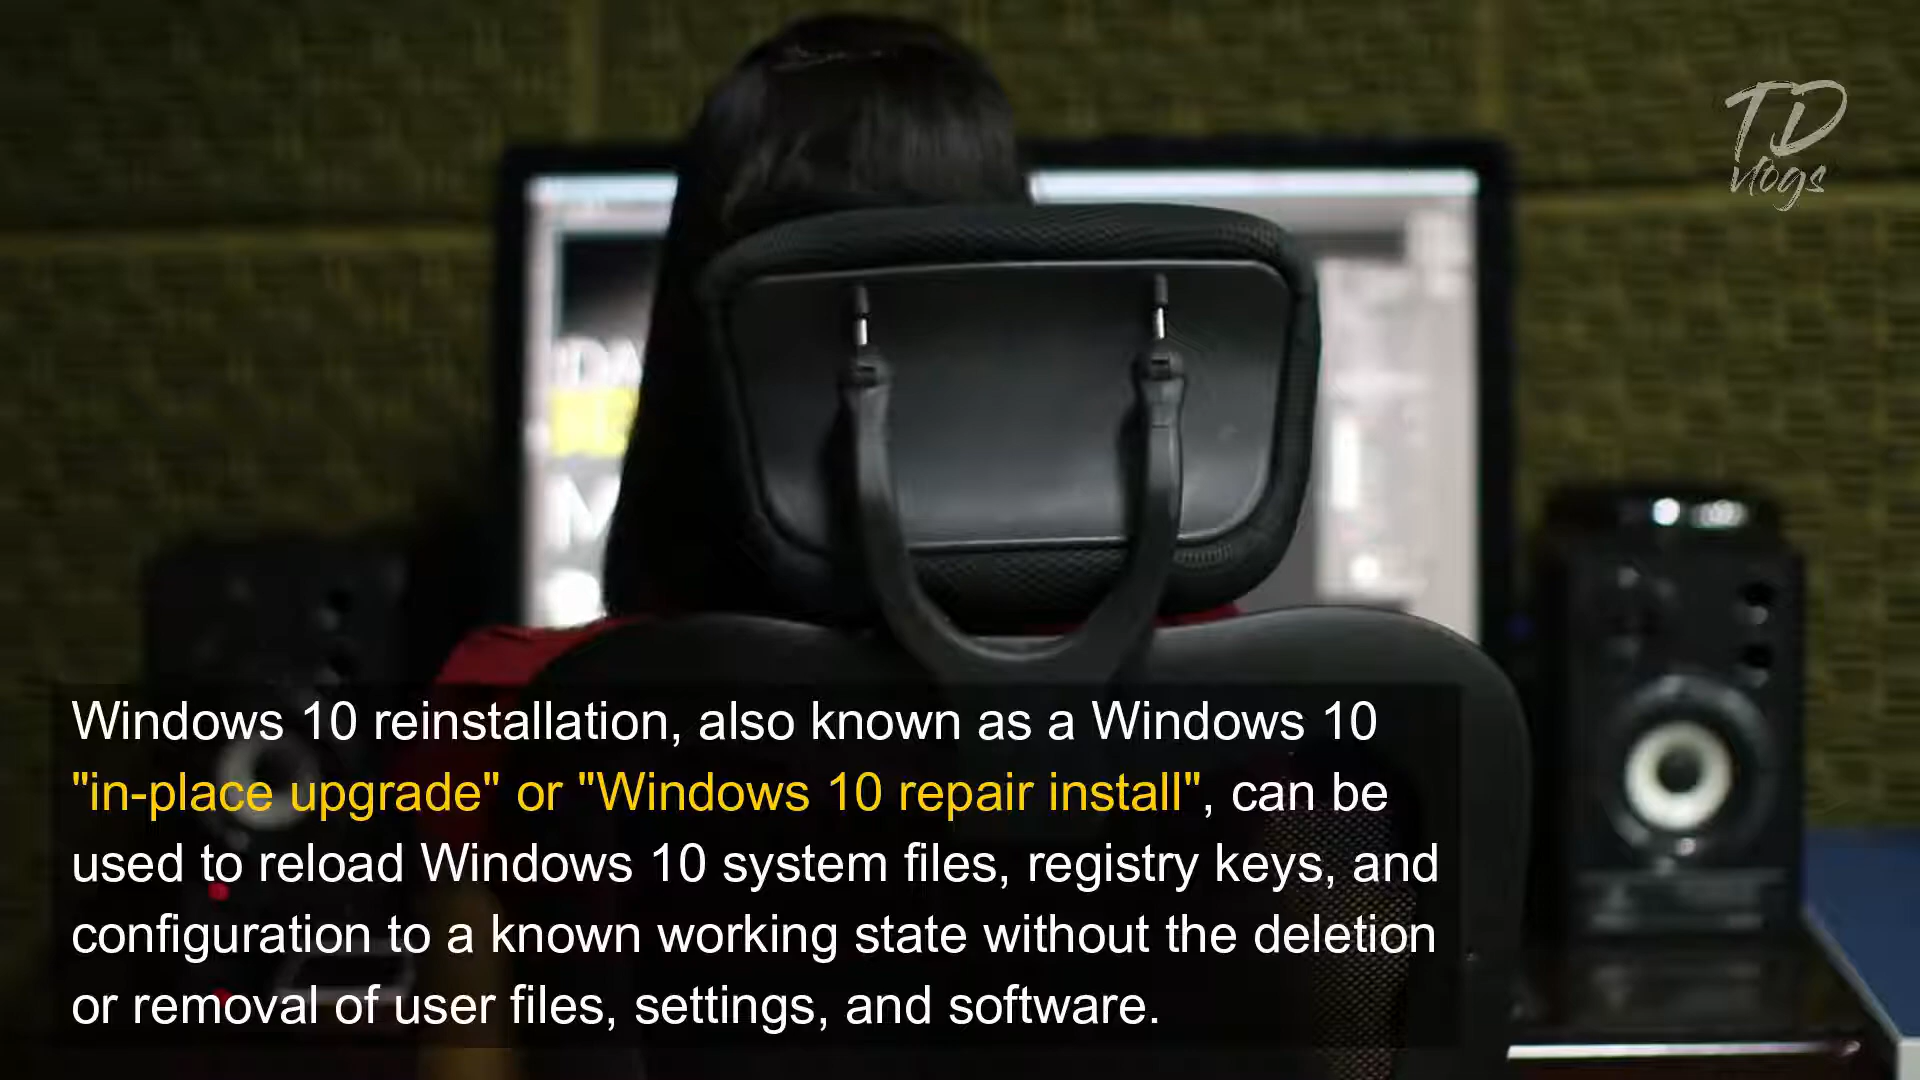 TD
vlogs
Windows 10 reinstallation, also known as a Windows 10
"in-place upgrade" or "Windows 10 repair install", can be
used to reload Windows 10 system files, registry keys, and
configuration to a known working state without the deletion
or removal of user files, settings, and software.